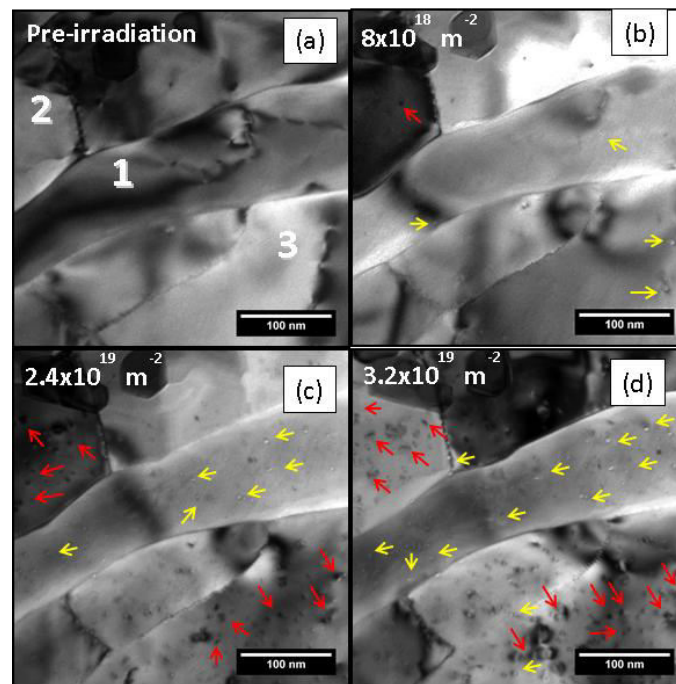 Pre-irradiation
(a)
2
1
3
100 nm
8x10^18 m^-2
(b)
100 nm
2.4x10^19 m^-2
(c)
100 nm
3.2x10^19 m^-2
(d)
100 nm